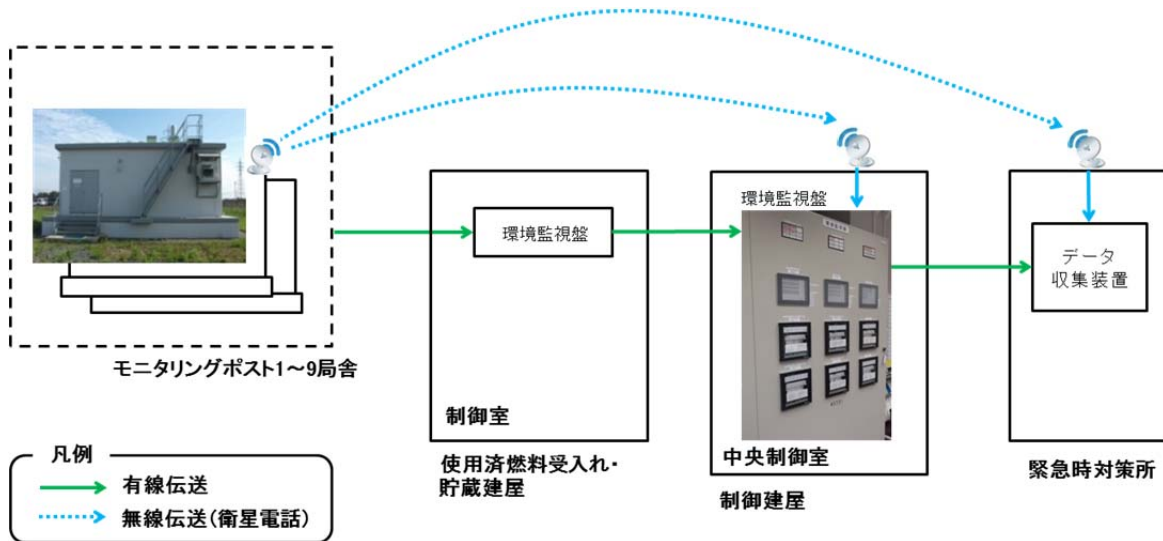 環境監視盤
環境監視盤
データ
収集装置
モニタリングポスト1～9局舎
制御室
中央制御室
使用済燃料受入れ・
貯蔵建屋
制御建屋
緊急時対策所
凡例
有線伝送
無線伝送(衛星電話)